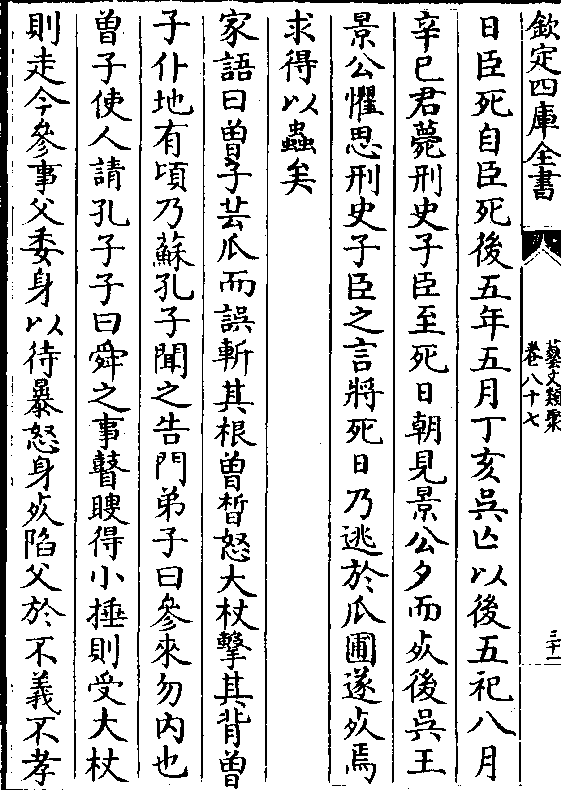 欽定四庫全書
藝文類聚
卷八十七
三十一
日臣死自臣死後五年五月丁亥吳亡以後五祀八月
辛巳君薨刑史子臣至死日朝見景公夕而死後吳王
景公懼思刑史子臣之言將死日乃逃於瓜圃遂死焉
求得以蟲矣
家語曰曾子芸瓜而誤斬其根曾晳怒大杖擊其背曾
子仆地有頃乃蘇孔子聞之告門弟子曰參來勿內也
曽子使人請孔子子曰舜之事瞽瞍得小捶則受大杖
則走今參事父委身以待暴怒身死陷父於不義不孝